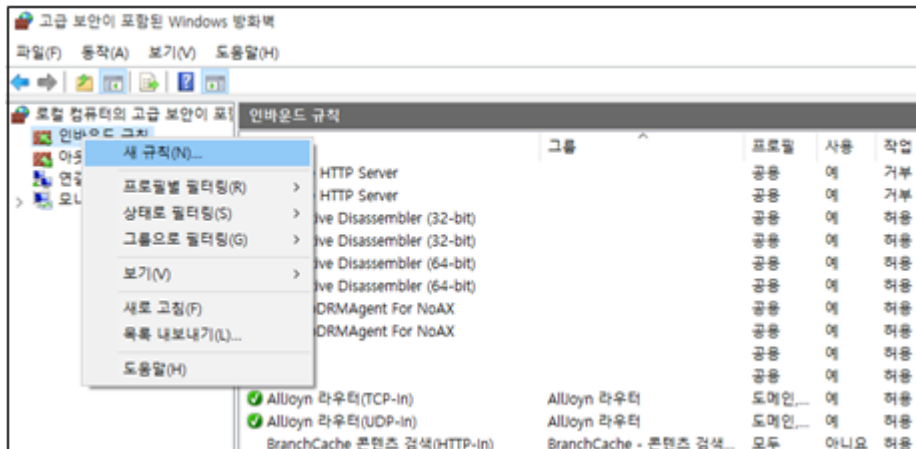 고급 보안이 포함된 Windows 방화벽
파일(F) 동작(A) 보기(V) 도움말(H)
로컬 컴퓨터의 고급 보안이 포
인바운드 규칙
인바운드 규칙
새 규칙(N)...
프로필별 필터링(R)
상태로 필터링(S)
그룹으로 필터링(G)
보기(V)
새로 고침(F)
목록 내보내기(L)...
도움말(H)
그룹 프로필 사용 작업
HTTP Server 공용 예 거부
HTTP Server 공용 예 거부
ive Disassembler (32-bit) 공용 예 허용
ive Disassembler (32-bit) 공용 예 허용
ive Disassembler (64-bit) 공용 예 허용
ive Disassembler (64-bit) 공용 예 허용
DRMAgent For NoAX 공용 예 허용
DRMAgent For NoAX 공용 예 허용
공용 예 허용
공용 예 허용
AllJoyn 라우터(TCP-In) AllJoyn 라우터 도메인,... 예 허용
AllJoyn 라우터(UDP-In) AllJoyn 라우터 도메인,... 예 허용
BranchCache 콘텐츠 검색(HTTP-In) BranchCache - 콘텐츠 검색... 모두 아니요 허용